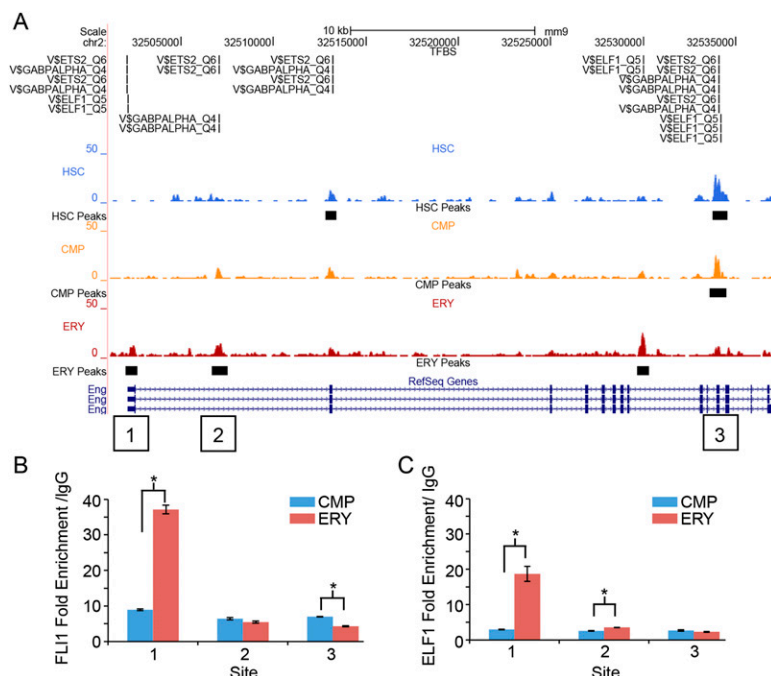 A
Scale 10 kb mm9
chr2: 32505000 32510000 32515000 32520000 32525000 32530000 32535000
TFBS
V$ETS2_Q6 V$ETS2_Q6 V$ETS2_Q6 V$ELF1_Q5 V$ETS2_Q6
V$GABPALPHA_Q4 V$ETS2_Q6 V$GABPALPHA_Q4 V$ELF1_Q5 V$ETS2_Q6
V$ETS2_Q6 V$ETS2_Q6 V$GABPALPHA_Q4
V$GABPALPHA_Q4 V$GABPALPHA_Q4 V$ELF1_Q5
V$ELF1_Q5 V$ETS2_Q6
V$ELF1_Q5 V$GABPALPHA_Q4
V$GABPALPHA_Q4 V$ELF1_Q5
V$GABPALPHA_Q4 V$ELF1_Q5
V$ELF1_Q5
50 HSC
HSC
0
HSC Peaks HSC Peaks
50 CMP
CMP
0
CMP Peaks CMP Peaks
50 ERY
ERY
0
ERY Peaks ERY Peaks
RefSeq Genes
Eng
Eng
Eng
1 2 3
B
FLI1 Fold Enrichment /IgG
40
30
20
10
0
* *
CMP
ERY
1 2 3
Site
C
ELF1 Fold Enrichment/ IgG
40
30
20
10
0
* *
CMP
ERY
1 2 3
Site